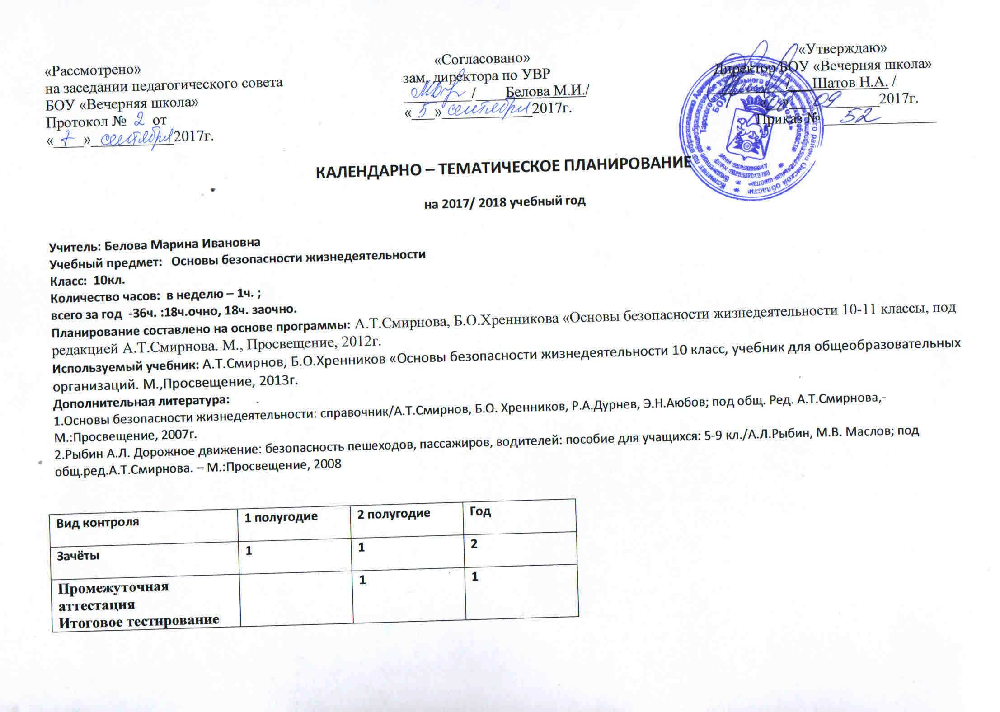 «Рассмотрено»
на заседании педагогического совета
БОУ «Вечерняя школа»
Протокол № 2 от
«7» сентября 2017г.
«Согласовано»
зам. директора по УВР
/ Белова М.И./
«5» сентября 2017г.
«Утверждаю»
Директор БОУ «Вечерняя школа»
/ Шатов Н.А. /
« » 09 2017г.
Приказ № 52
КАЛЕНДАРНО – ТЕМАТИЧЕСКОЕ ПЛАНИРОВАНИЕ
на 2017/ 2018 учебный год
Учитель: Белова Марина Ивановна
Учебный предмет: Основы безопасности жизнедеятельности
Класс: 10кл.
Количество часов: в неделю – 1ч. ;
всего за год -36ч. :18ч.очно, 18ч. заочно.
Планирование составлено на основе программы: А.Т.Смирнова, Б.О.Хренникова «Основы безопасности жизнедеятельности 10-11 классы, под
редакцией А.Т.Смирнова. М., Просвещение, 2012г.
Используемый учебник: А.Т.Смирнов, Б.О.Хренников «Основы безопасности жизнедеятельности 10 класс, учебник для общеобразовательных
организаций. М.,Просвещение, 2013г.
Дополнительная литература:
1.Основы безопасности жизнедеятельности: справочник/А.Т.Смирнов, Б.О. Хренников, Р.А.Дурнев, Э.Н.Аюбов; под общ. Ред. А.Т.Смирнова,-
М.:Просвещение, 2007г.
2.Рыбин А.Л. Дорожное движение: безопасность пешеходов, пассажиров, водителей: пособие для учащихся: 5-9 кл./А.Л.Рыбин, М.В. Маслов; под
общ.ред.А.Т.Смирнова. – М.:Просвещение, 2008
Вид контроля 1 полугодие 2 полугодие Год
Зачёты 1 1 2
Промежуточная 1 1
аттестация
Итоговое тестирование